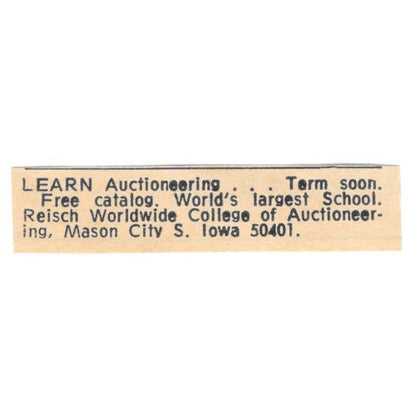 LEARN Auctioneering . . . Term soon.
Free catalog. World's largest School.
Reisch Worldwide College of Auctioneer-
ing, Mason City S. Iowa 50401.